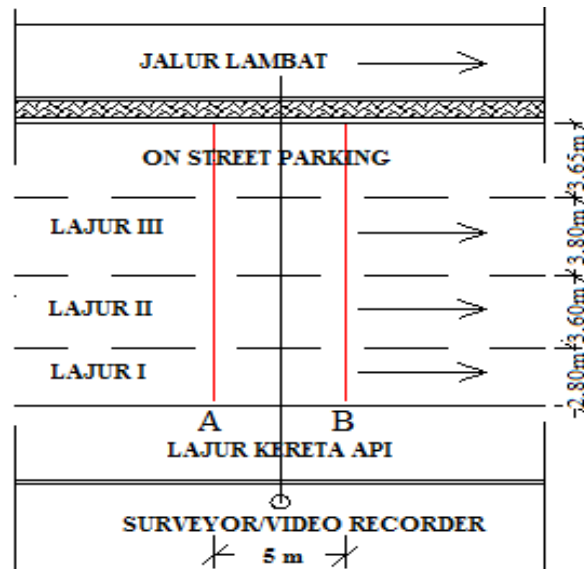 JALUR LAMBAT
ON STREET PARKING
3.65m
LAJUR III
3.80m
LAJUR II
3.60m
LAJUR I
2.80m
A B
LAJUR KERETA API
SURVEYOR/VIDEO RECORDER
5 m